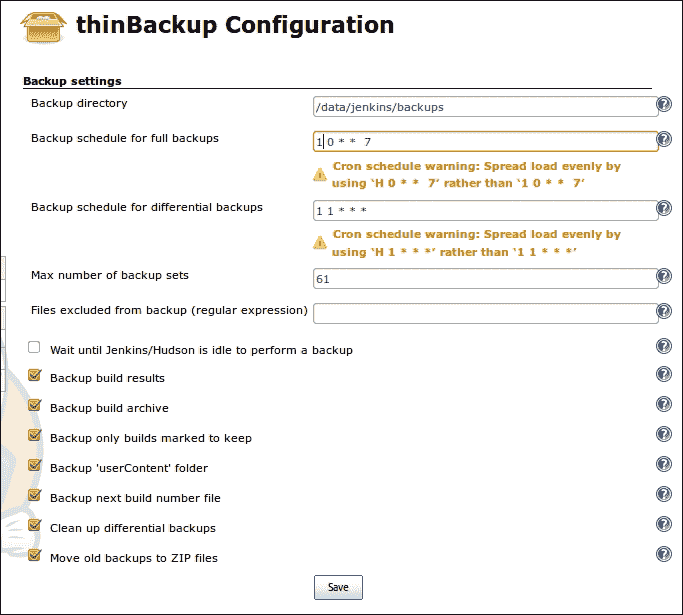 thinBackup Configuration
Backup settings
Backup directory
/data/jenkins/backups
Backup schedule for full backups
1 0 * *  7
Cron schedule warning: Spread load evenly by
using ‘H 0 * *  7’ rather than ‘1 0 * *  7’
Backup schedule for differential backups
1 1 * * *
Cron schedule warning: Spread load evenly by
using ‘H 1 * * *’ rather than ‘1 1 * * *’
Max number of backup sets
61
Files excluded from backup (regular expression)
Wait until Jenkins/Hudson is idle to perform a backup
Backup build results
Backup build archive
Backup only builds marked to keep
Backup 'userContent' folder
Backup next build number file
Clean up differential backups
Move old backups to ZIP files
Save